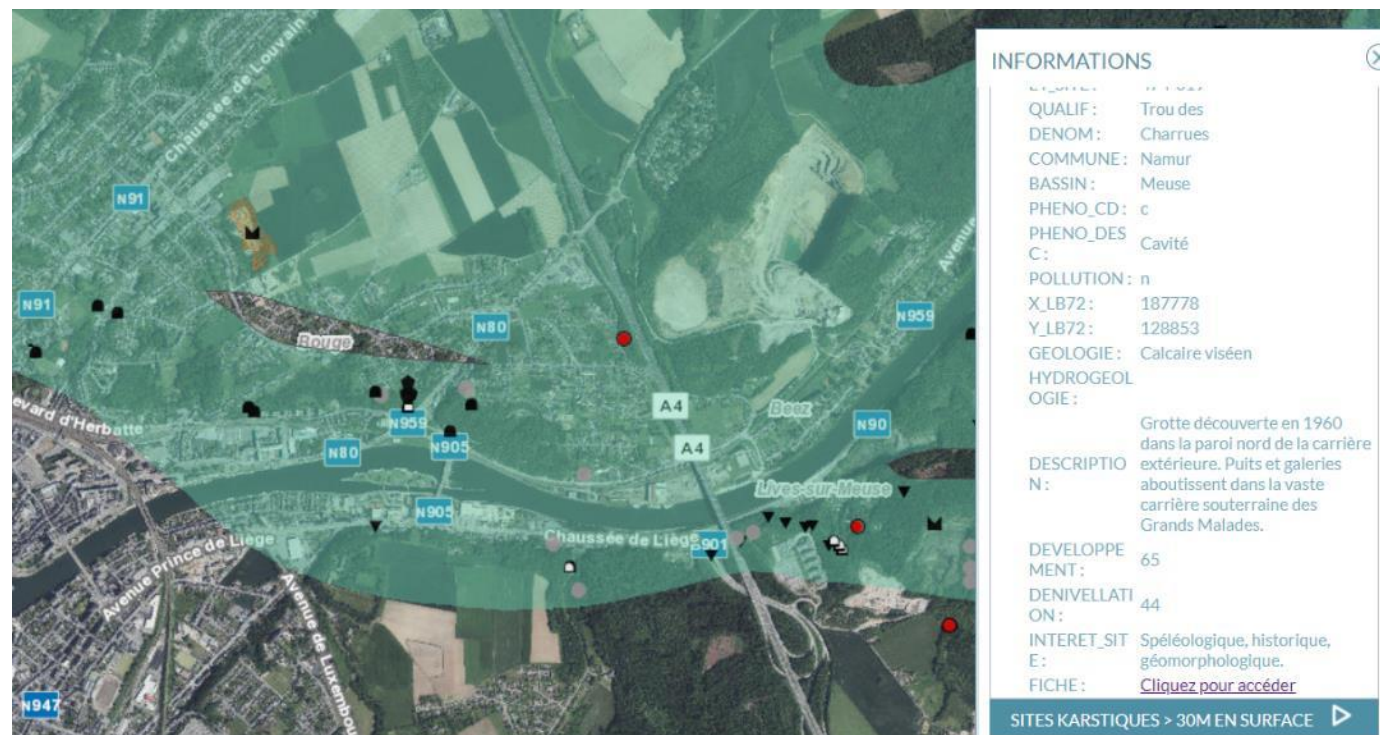 Chaussée de Louvain
N91
N91
Bouge
N80
N959
Avenue
A4
Beez
N90
N959
N80
N905
A4
Lives-sur-Meuse
evard d'Herbatte
N905
Avenue Prince de Liège
Chaussée de Liège
Avenue de Luxembou
N947
INFORMATIONS
QUALIF : Trou des
DENOM : Charrues
COMMUNE : Namur
BASSIN : Meuse
PHENO_CD : c
PHENO_DES
C : Cavité
POLLUTION : n
X_LB72 : 187778
Y_LB72 : 128853
GEOLOGIE : Calcaire viséen
HYDROGEOL
OGIE :
DESCRIPTIO
N :
Grotte découverte en 1960
dans la paroi nord de la carrière
extérieure. Puits et galeries
aboutissent dans la vaste
carrière souterraine des
Grands Malades.
DEVELOPPE
MENT : 65
DENIVELLATI
ON : 44
INTERET_SIT
E :
Spéléologique, historique,
géomorphologique.
FICHE : Cliquez pour accéder
SITES KARSTIQUES > 30M EN SURFACE